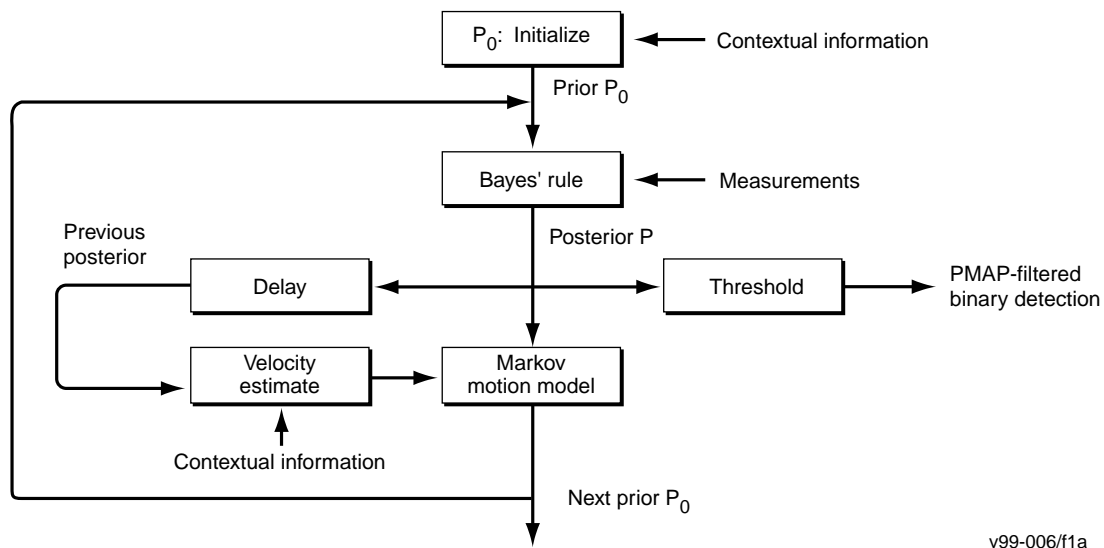 P0: Initialize
Contextual information
Prior P0
Bayes' rule
Measurements
Posterior P
Previous
posterior
Delay
Threshold
PMAP-filtered
binary detection
Velocity
estimate
Markov
motion model
Contextual information
Next prior P0
v99-006/f1a